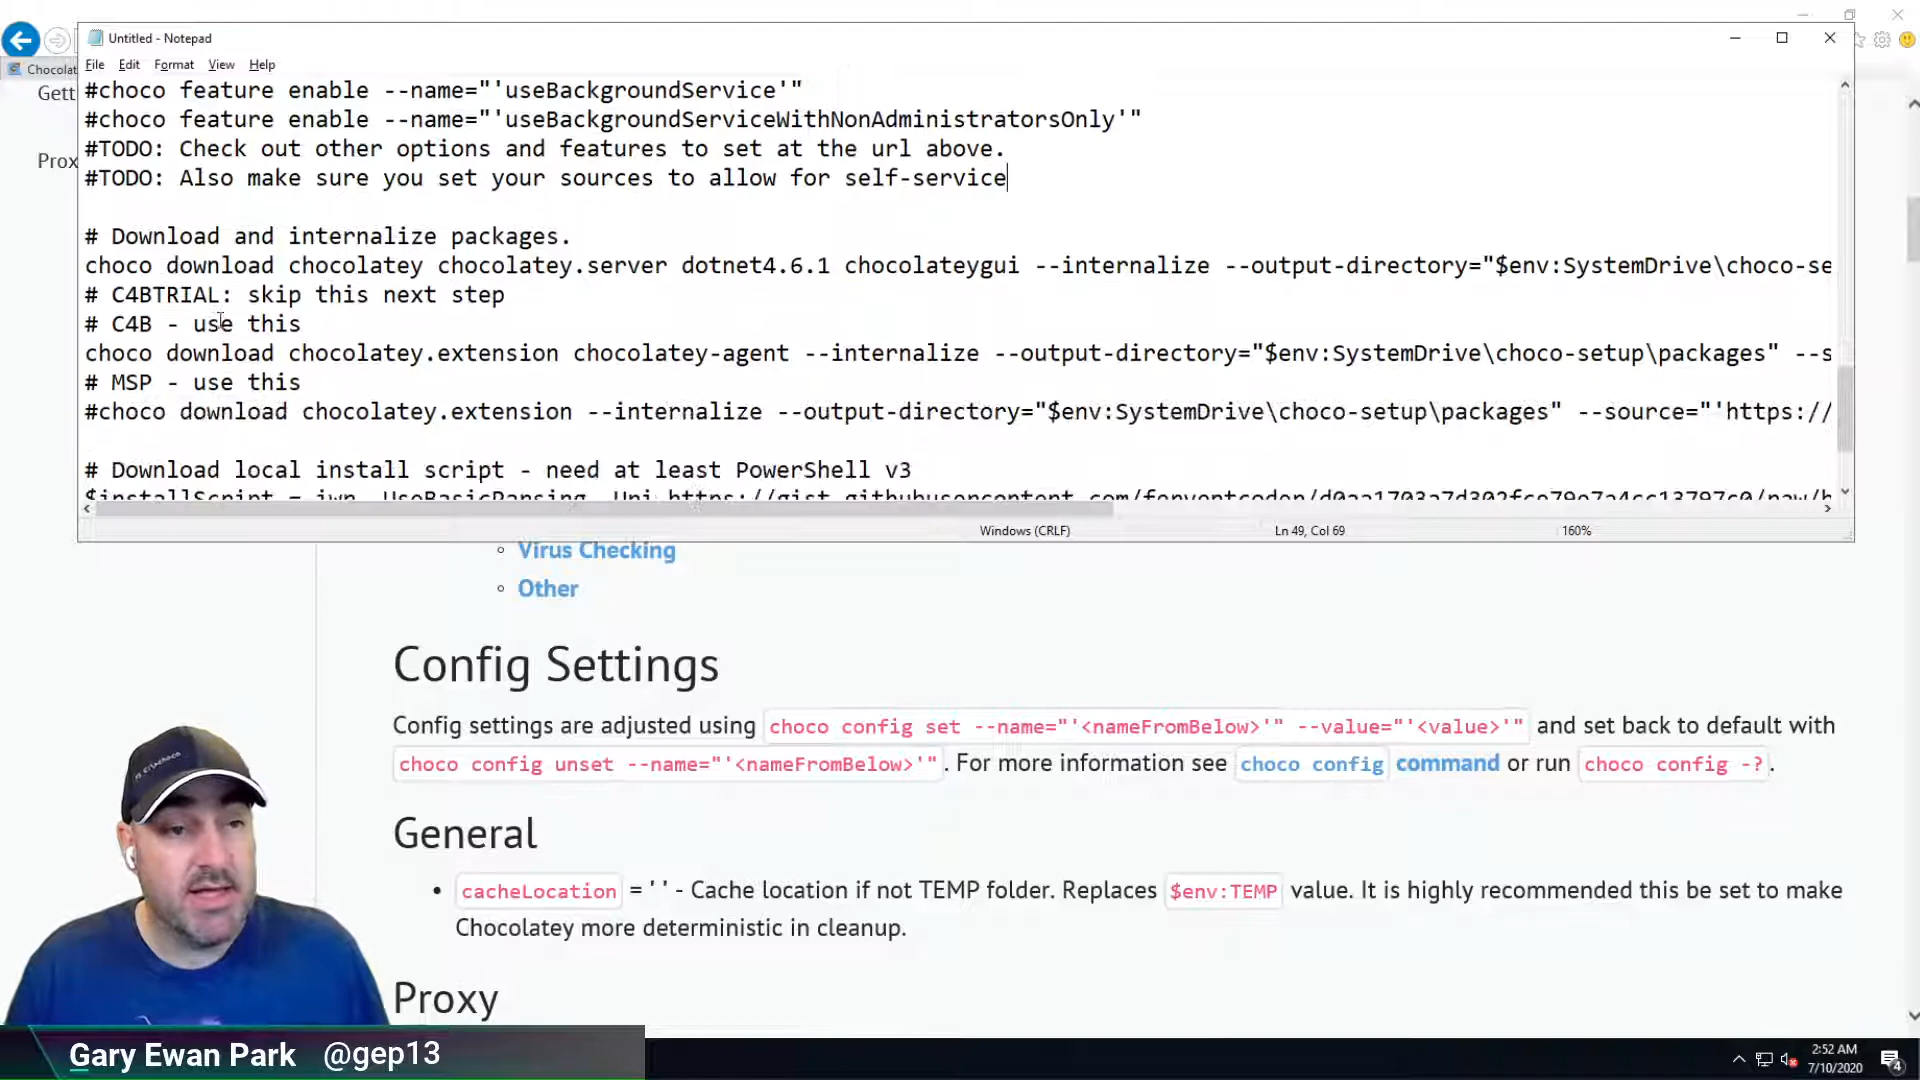 Untitled - Notepad
File Edit Format View Help
Chocolat
Gett
Prox
#choco feature enable --name="'useBackgroundService'"
#choco feature enable --name="'useBackgroundServiceWithNonAdministratorsOnly'"
#TODO: Check out other options and features to set at the url above.
#TODO: Also make sure you set your sources to allow for self-service
# Download and internalize packages.
choco download chocolatey chocolatey.server dotnet4.6.1 chocolateygui --internalize --output-directory="$env:SystemDrive\choco-se
# C4BTRIAL: skip this next step
# C4B - use this
choco download chocolatey.extension chocolatey-agent --internalize --output-directory="$env:SystemDrive\choco-setup\packages" --s
# MSP - use this
#choco download chocolatey.extension --internalize --output-directory="$env:SystemDrive\choco-setup\packages" --source="'https://
# Download local install script - need at least PowerShell v3
Windows (CRLF) Ln 49, Col 69 160%
Virus Checking
Other
Config Settings
Config settings are adjusted using choco config set --name="'<nameFromBelow>'" --value="'<value>'" and set back to default with
choco config unset --name="'<nameFromBelow>'" . For more information see choco config command or run choco config -? .
General
• cacheLocation = ' ' - Cache location if not TEMP folder. Replaces $env:TEMP value. It is highly recommended this be set to make
Chocolatey more deterministic in cleanup.
Proxy
Gary Ewan Park @gep13
2:52 AM
7/10/2020
4